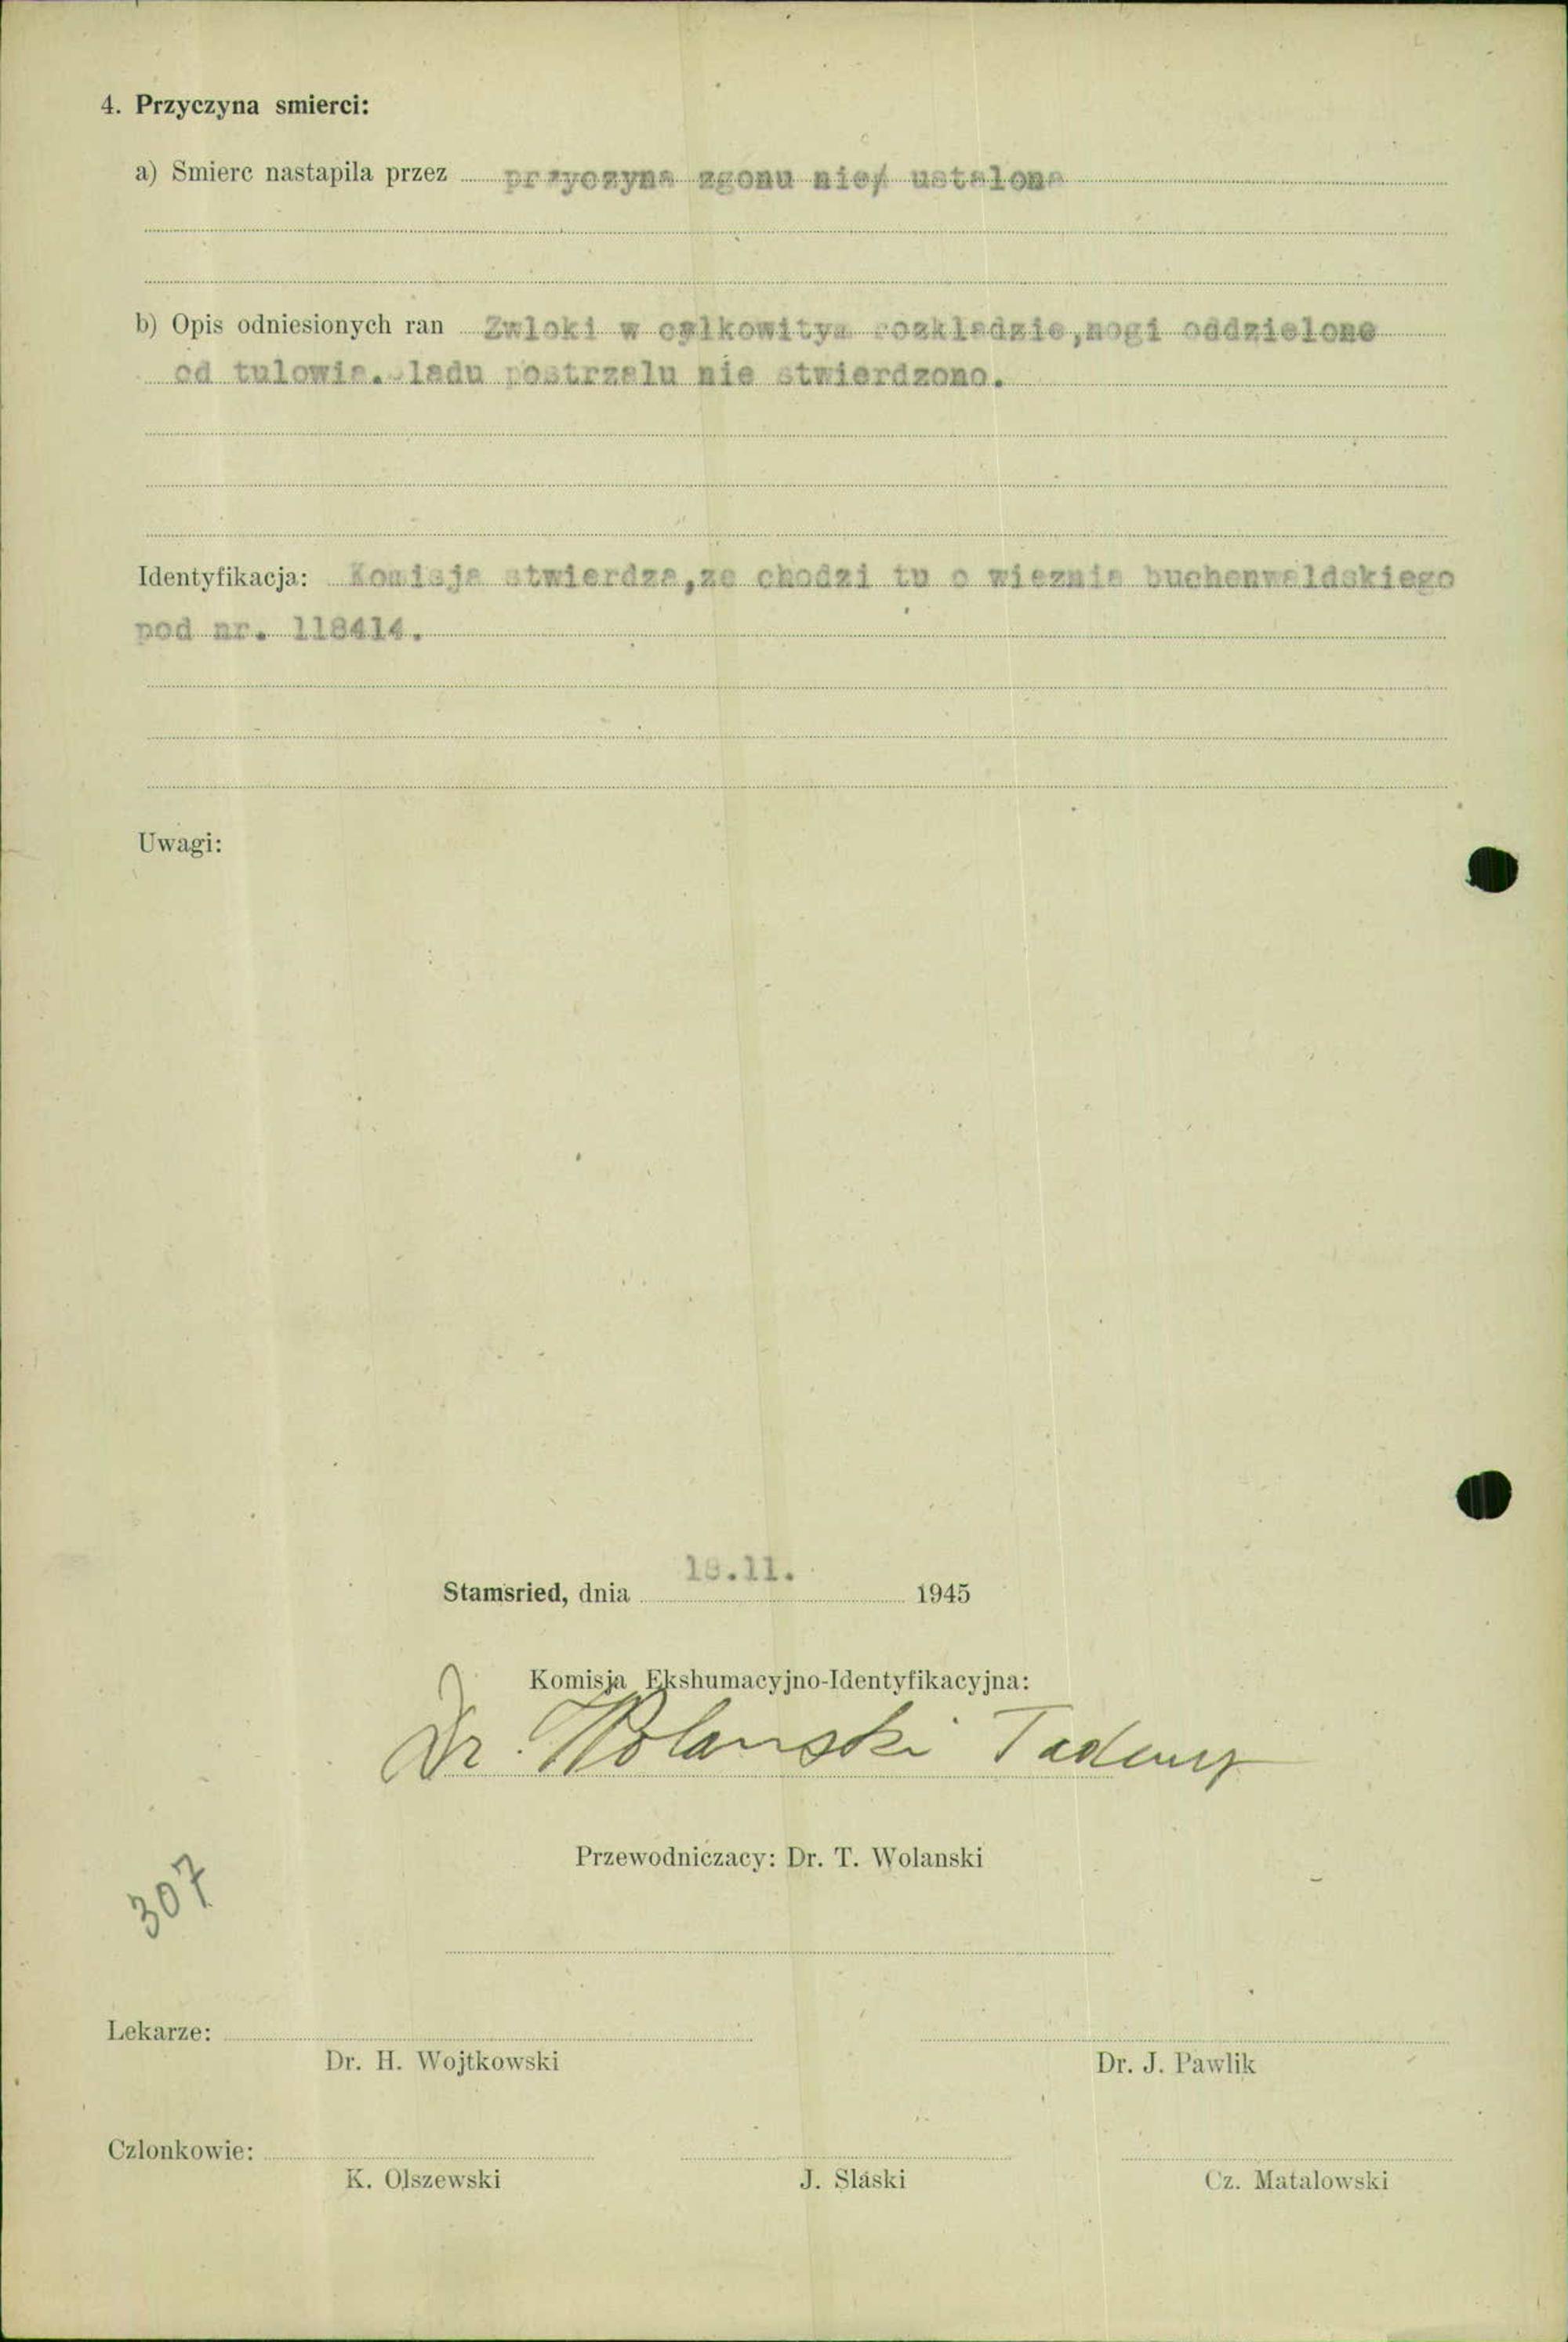 4. Przyczyna smierci:
a) Smierc nastapila przez przyczyna zgonu nie/ ustalona
b) Opis odniesionych ran Zwloki w calkowitym rozkladzie,nogi oddzielone
od tulowia. ladu postrzalu nie stwierdzono.
Identyfikacja: Komisja stwierdza,ze chodzi tu o wieznia buchenwaldskiego
pod nr. 118414.
Uwagi:
.11.
Stamsried, dnia 1945
Komisja Ekshumacyjno-Identyfikacyjna:
Dr. Wolanski Tadeusz
Przewodniczacy: Dr. T. Wolanski
307
Lekarze:
Dr. H. Wojtkowski Dr. J. Pawlik
Czlonkowie:
K. Olszewski J. Slaski Cz. Matalowski